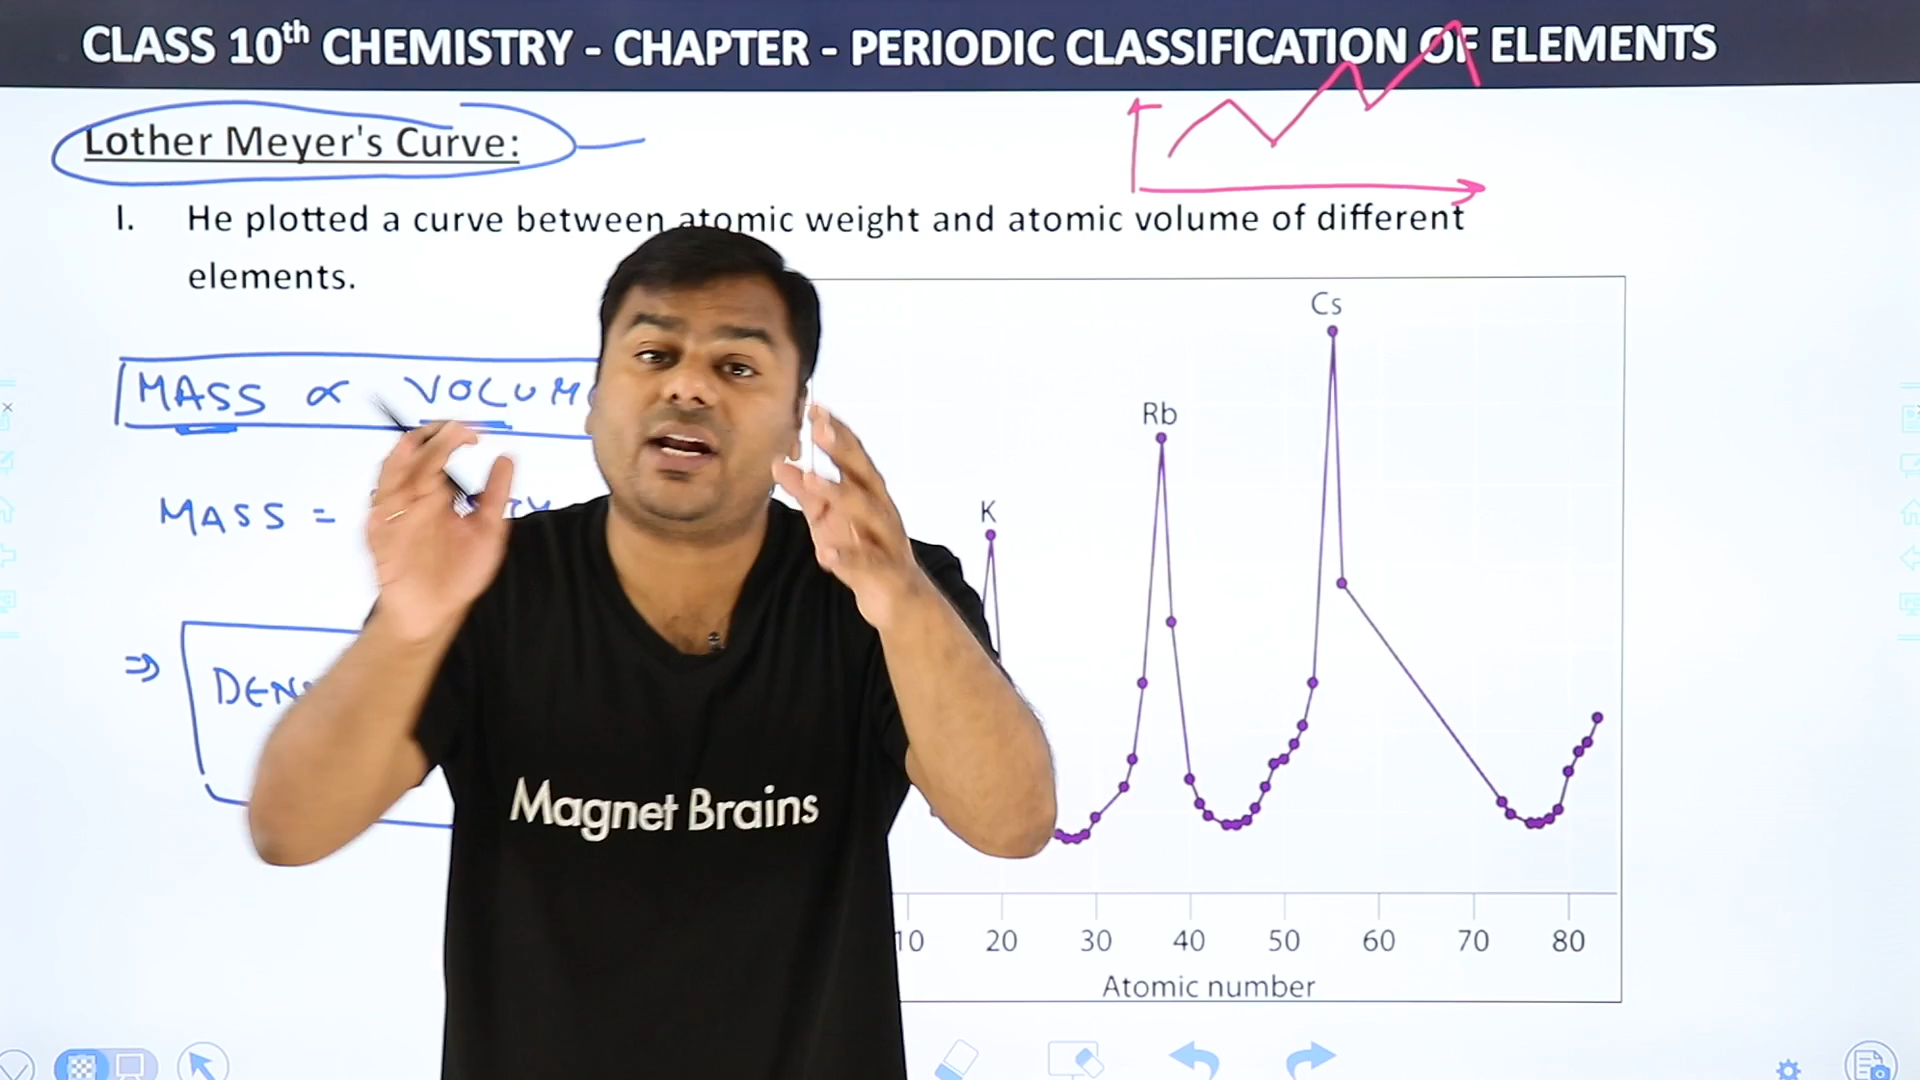 CLASS 10th CHEMISTRY - CHAPTER - PERIODIC CLASSIFICATION OF ELEMENTS
Lother Meyer's Curve:
I. He plotted a curve between atomic weight and atomic volume of different
elements.
MASS ∝ VOLUM
MASS =
DEN
Cs
Rb
K
10 20 30 40 50 60 70 80
Atomic number
Magnet Brains